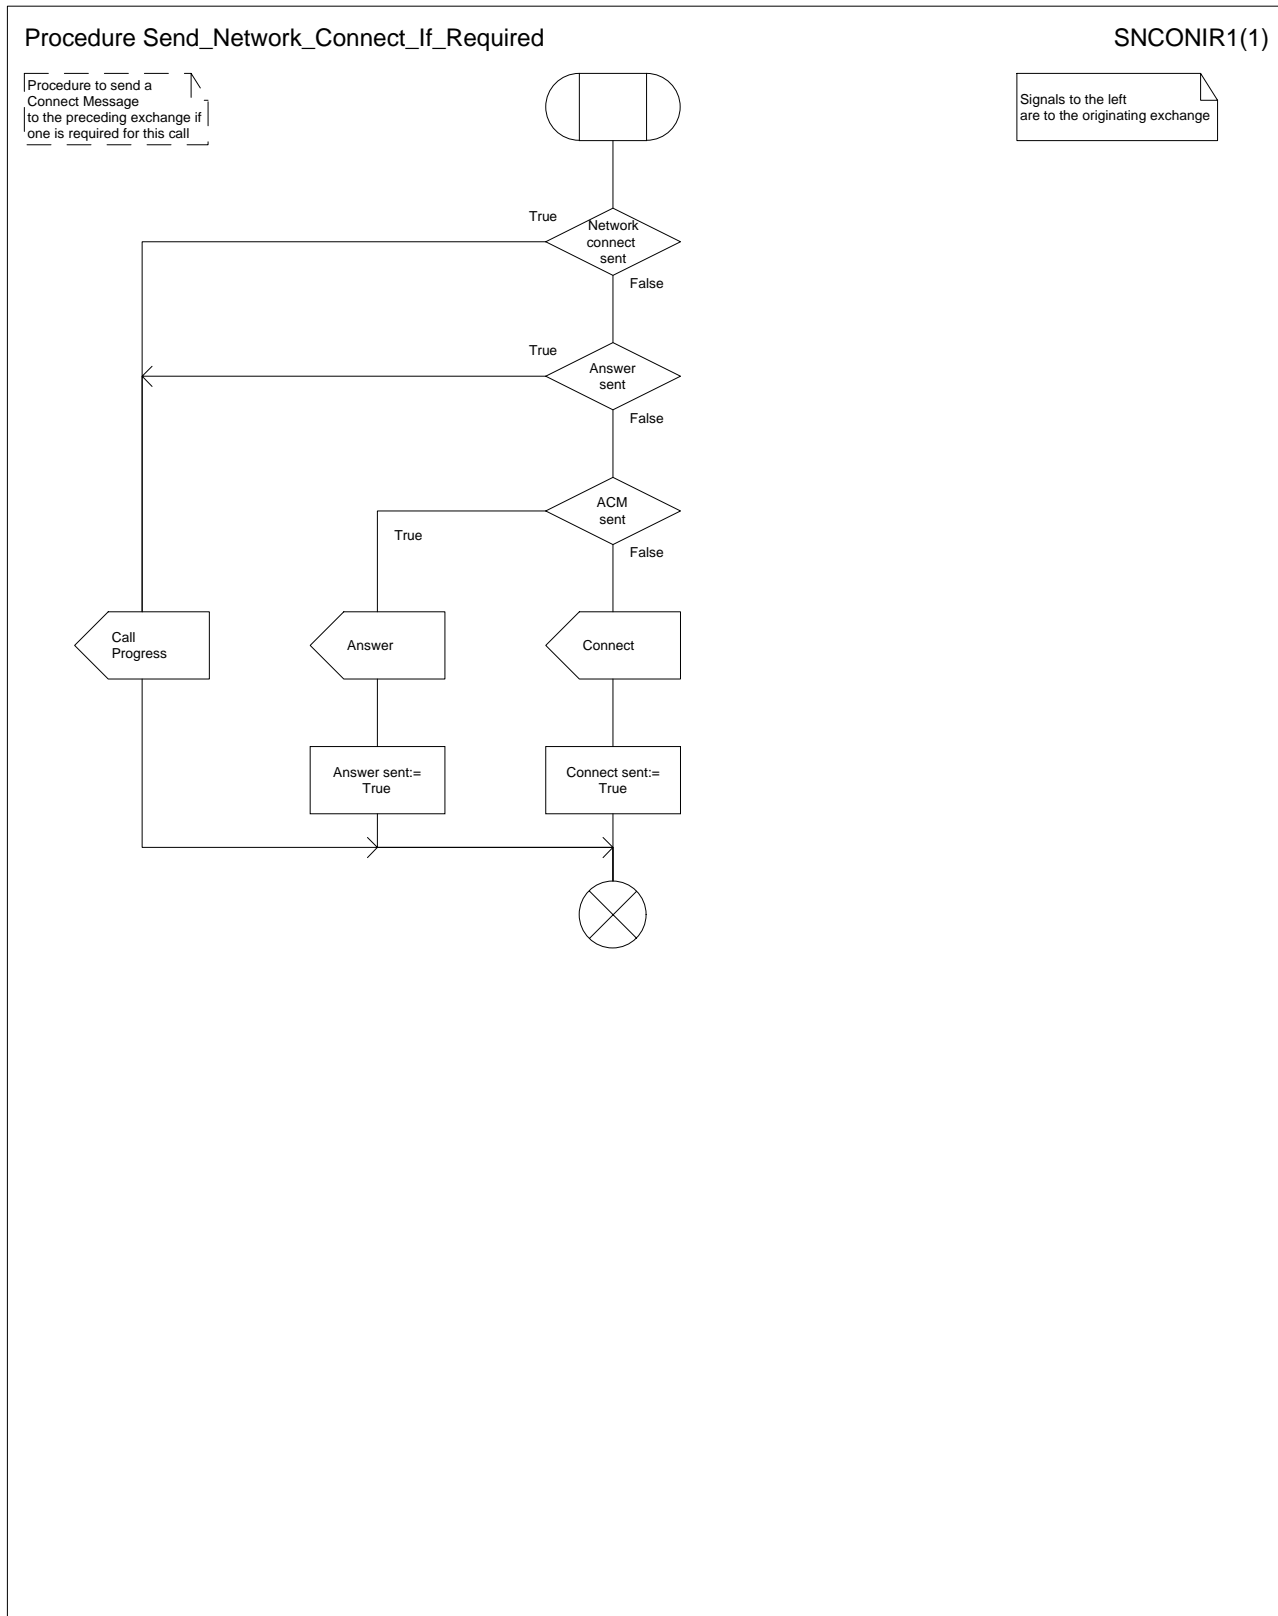 Procedure Send_Network_Connect_If_Required
SNCONIR1(1)
Procedure to send a
Connect Message
to the preceding exchange if
one is required for this call
Signals to the left
are to the originating exchange
True
Network
connect
sent
False
True
Answer
sent
False
ACM
sent
True
False
Call
Progress
Answer
Connect
Answer sent:=
True
Connect sent:=
True